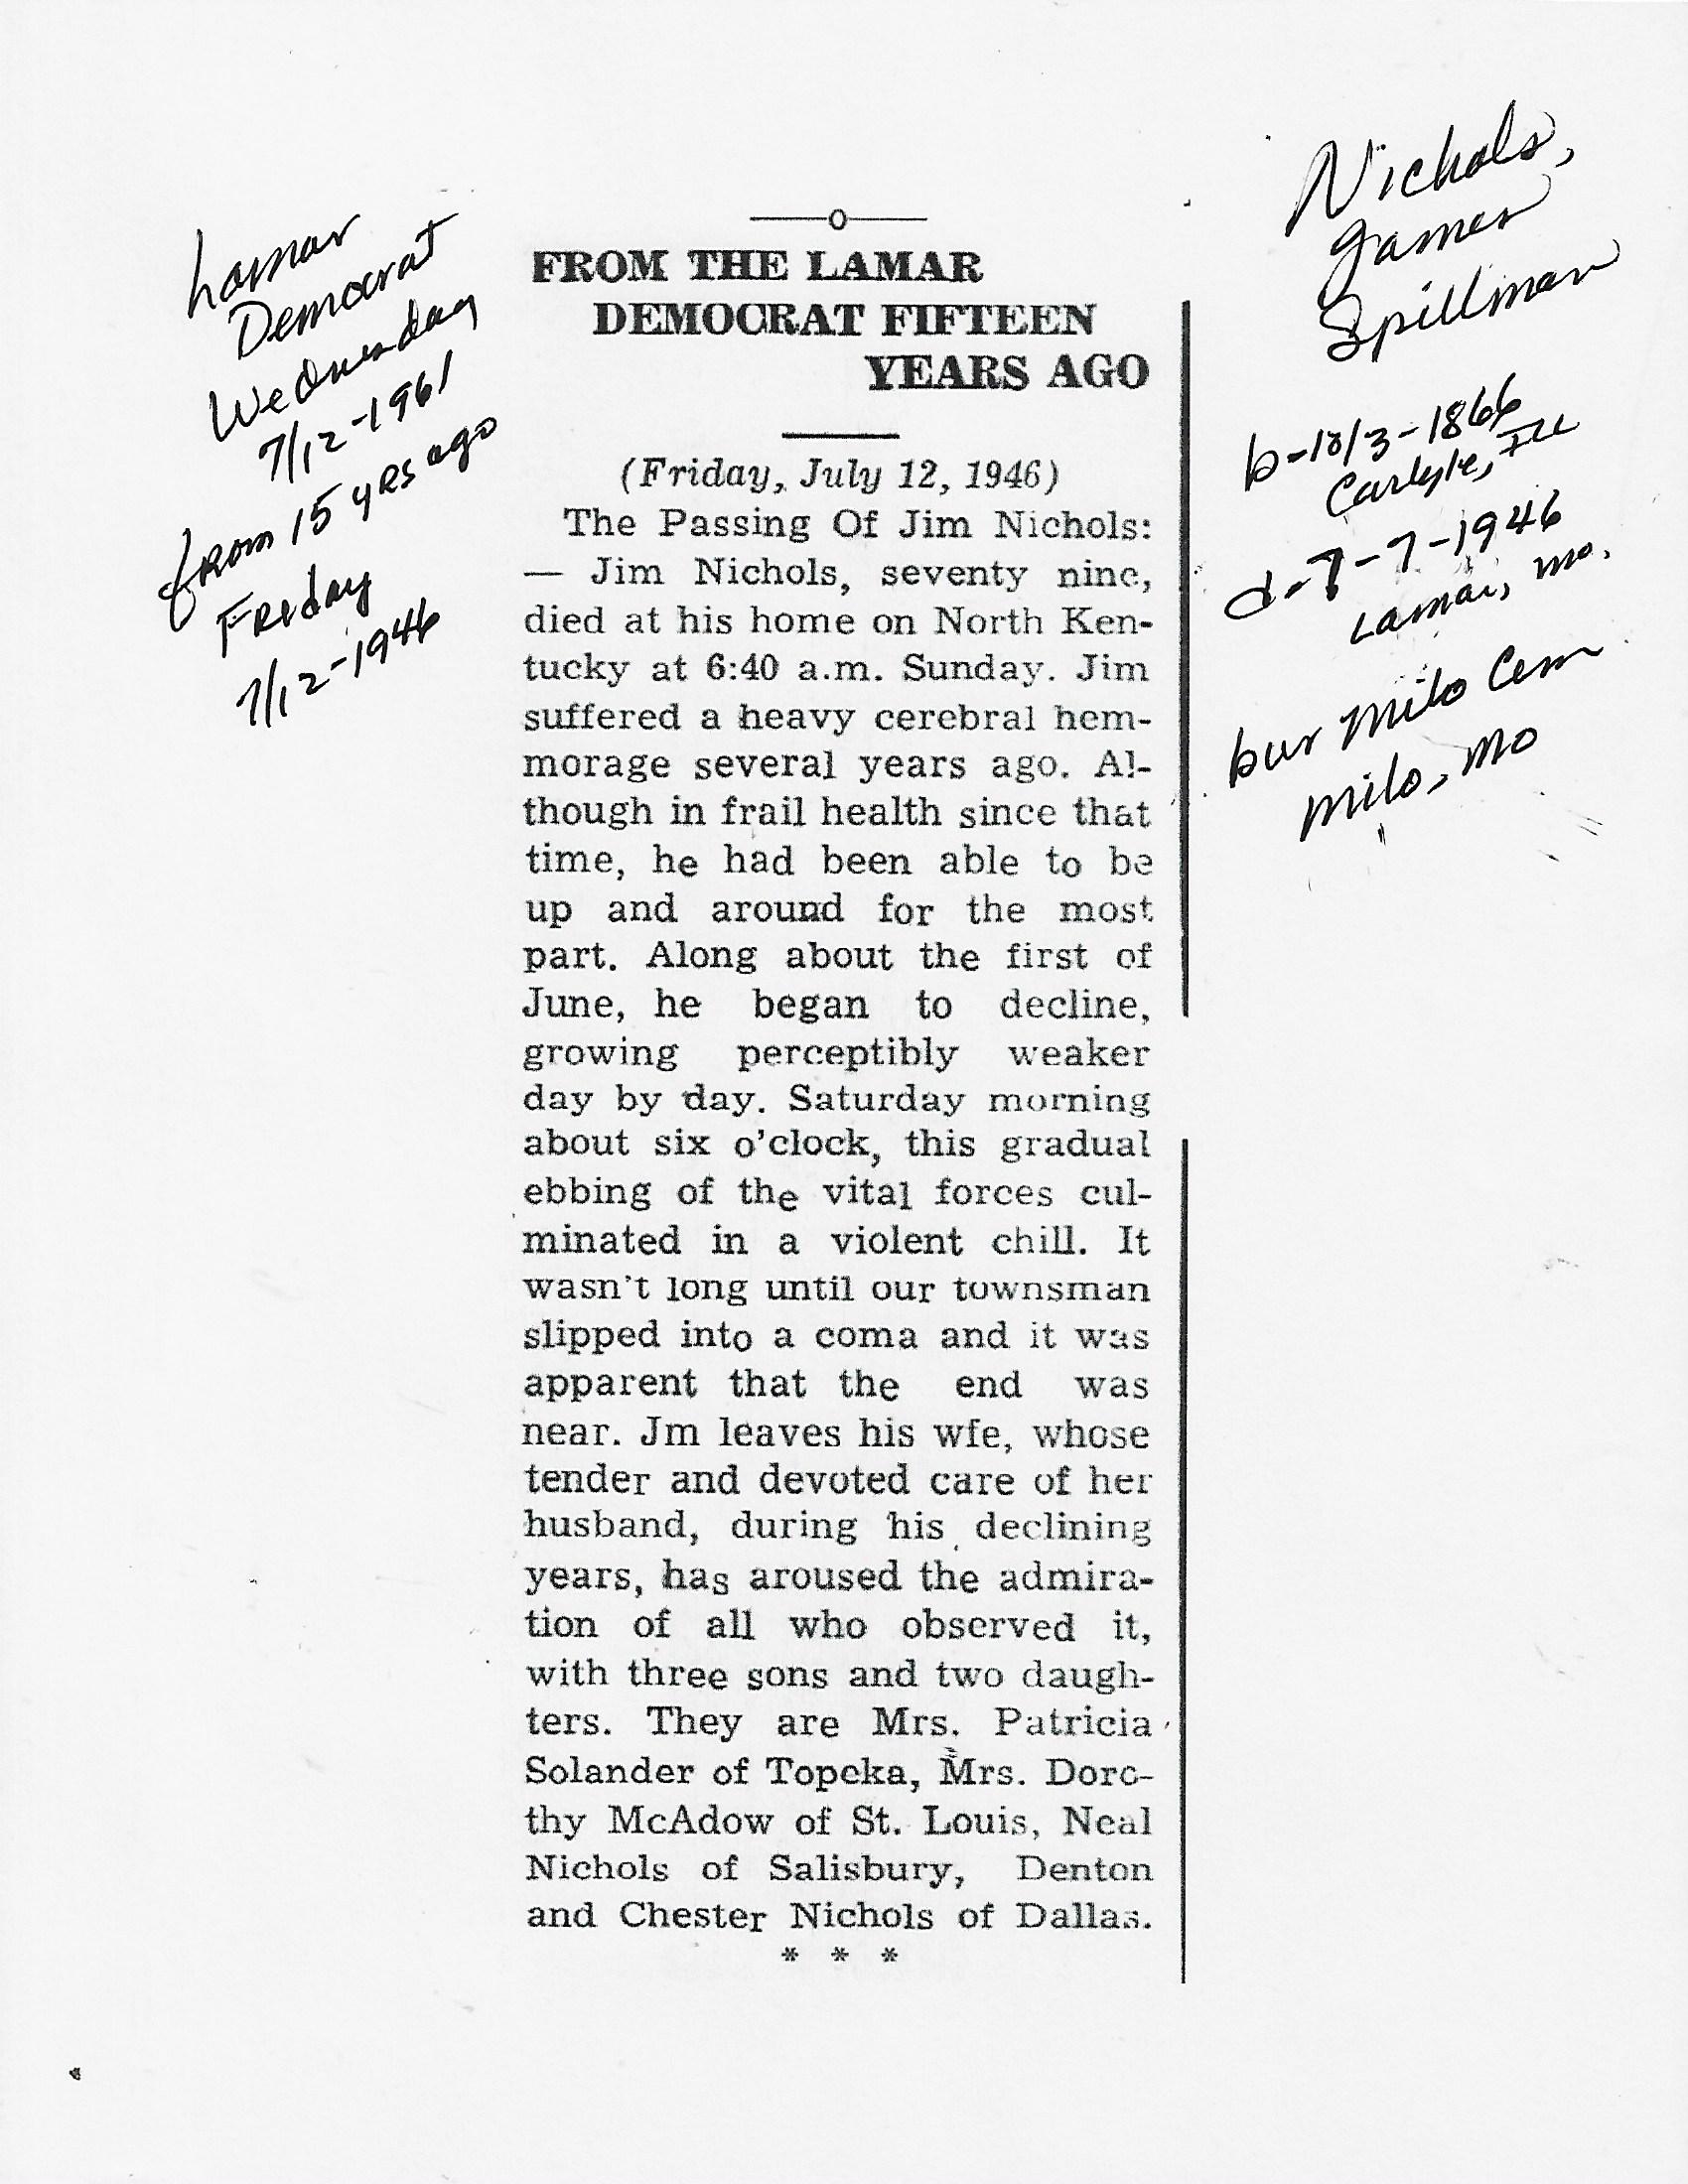 Lamar
Democrat
Wednesday
7/12-1961
from 15 yrs ago
Friday
7/12-1946
——o——
FROM THE LAMAR
DEMOCRAT FIFTEEN
YEARS AGO
(Friday, July 12, 1946)
The Passing Of Jim Nichols:
— Jim Nichols, seventy nine,
died at his home on North Ken-
tucky at 6:40 a.m. Sunday. Jim
suffered a heavy cerebral hem-
morage several years ago. Al-
though in frail health since that
time, he had been able to be
up and around for the most
part. Along about the first of
June, he began to decline,
growing perceptibly weaker
day by day. Saturday morning
about six o'clock, this gradual
ebbing of the vital forces cul-
minated in a violent chill. It
wasn't long until our townsman
slipped into a coma and it was
apparent that the end was
near. Jm leaves his wfe, whose
tender and devoted care of her
husband, during his declining
years, has aroused the admira-
tion of all who observed it,
with three sons and two daugh-
ters. They are Mrs. Patricia
Solander of Topeka, Mrs. Doro-
thy McAdow of St. Louis, Neal
Nichols of Salisbury, Denton
and Chester Nichols of Dallas.
* * *
Nichols,
James
Spillman
b-10/3-1866
Carlyle, Ill
d-7-7-1946
Lamar, Mo.
bur Milo Cem
Milo, Mo